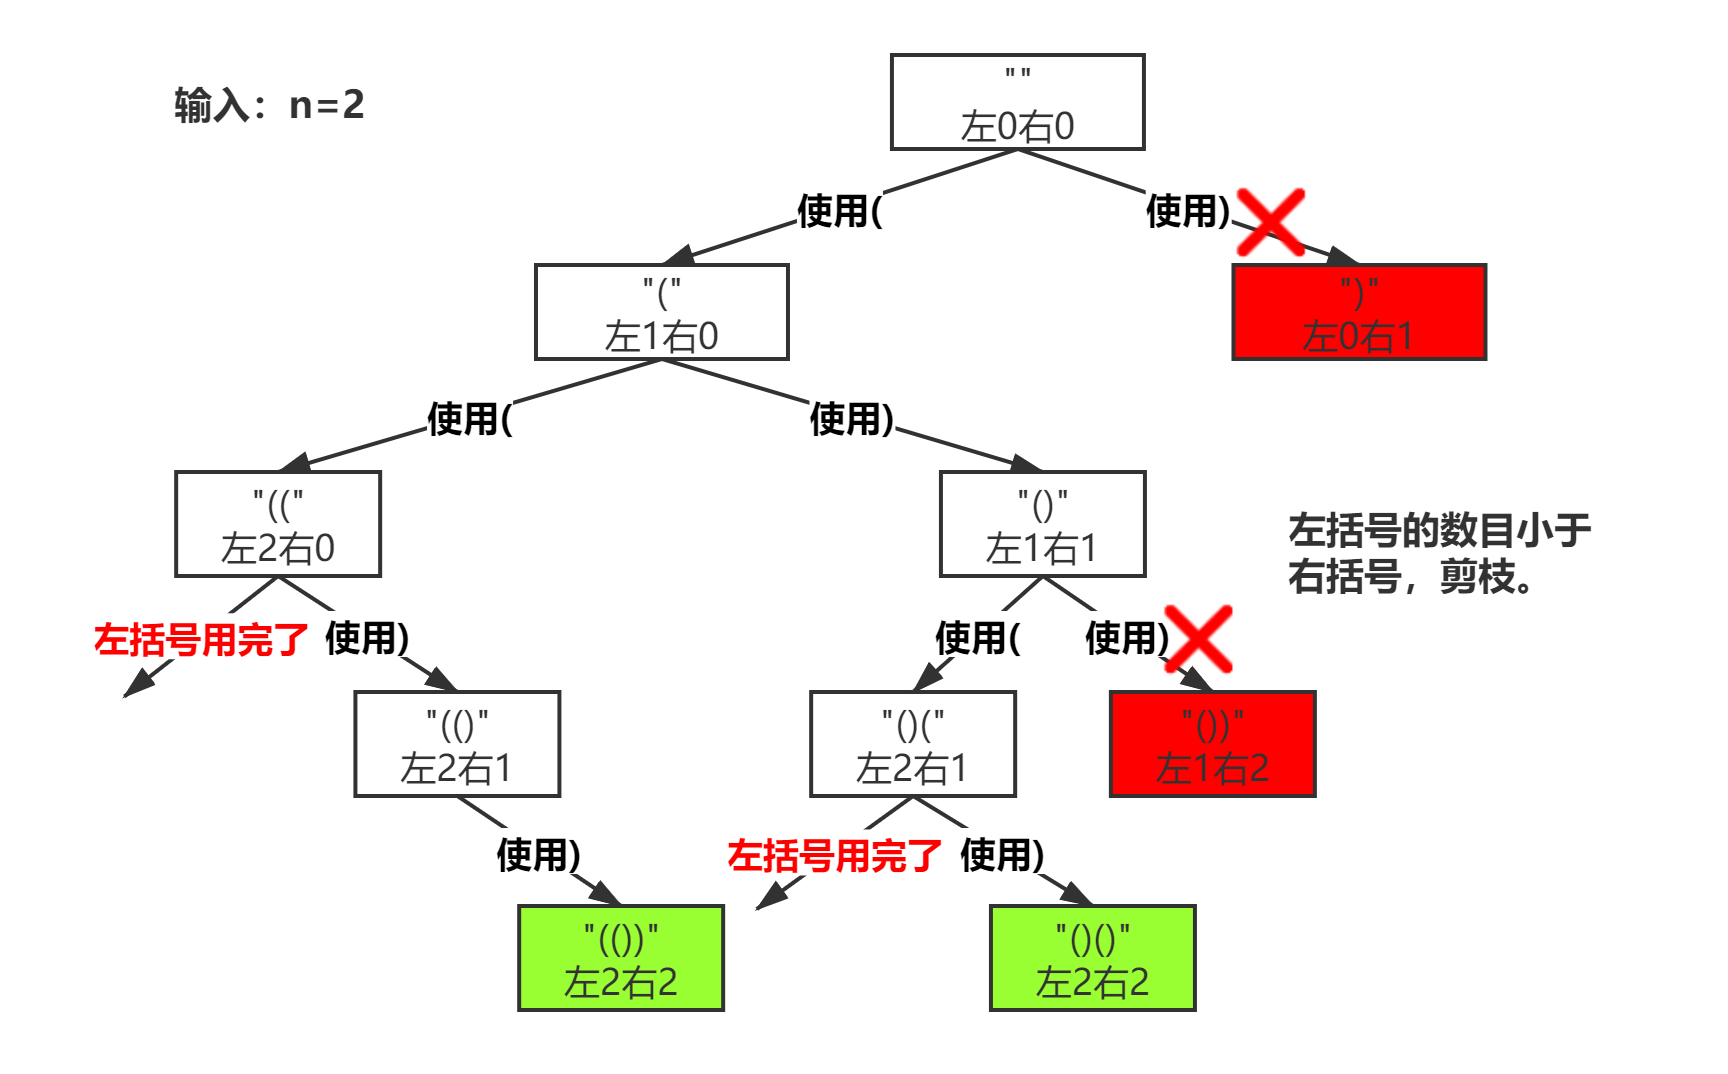 输入：n=2
""
左0右0
使用(
使用)
"("
左1右0
")"
左0右1
使用(
使用)
"(("
左2右0
"()"
左1右1
左括号的数目小于
右括号，剪枝。
左括号用完了
使用)
使用(
使用)
"(()"
左2右1
"()("
左2右1
"())"
左1右2
使用)
左括号用完了
使用)
"(())"
左2右2
"()()"
左2右2